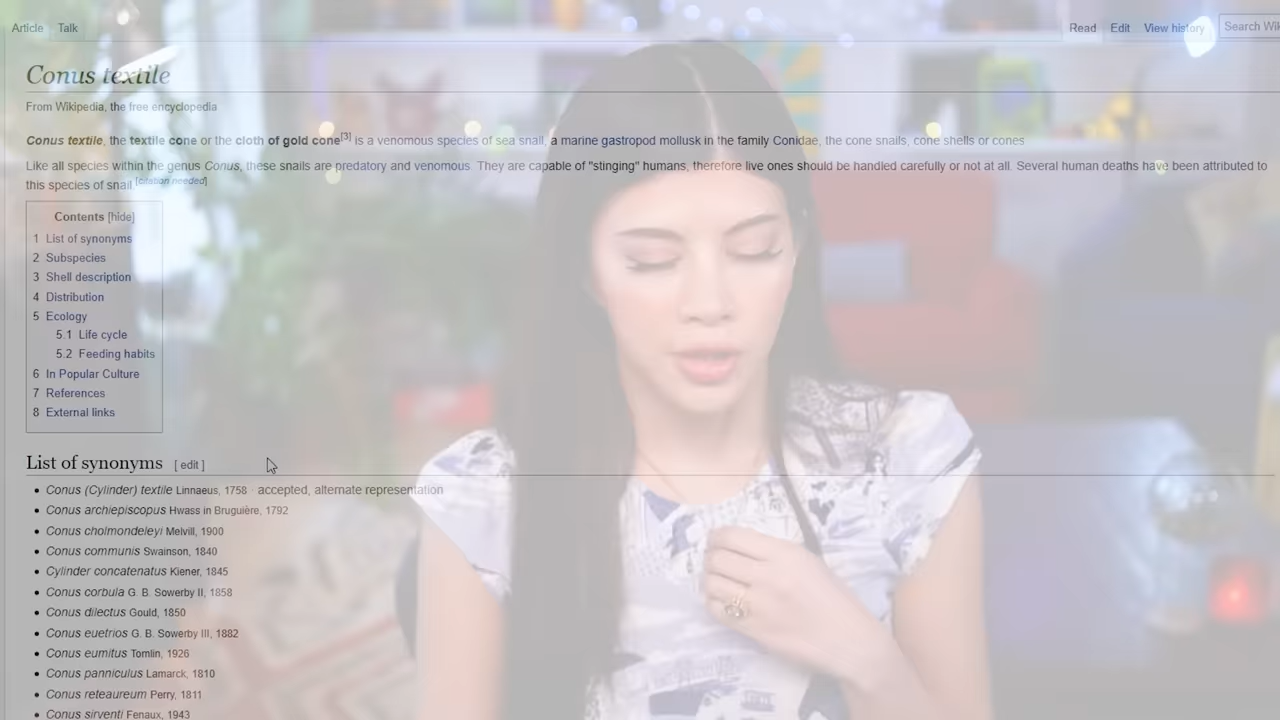 Article Talk Read Edit View history Search Wik
Conus textile
From Wikipedia, the free encyclopedia
Conus textile, the textile cone or the cloth of gold cone[3] is a venomous species of sea snail, a marine gastropod mollusk in the family Conidae, the cone snails, cone shells or cones
Like all species within the genus Conus, these snails are predatory and venomous. They are capable of "stinging" humans, therefore live ones should be handled carefully or not at all. Several human deaths have been attributed to
this species of snail.[citation needed]
Contents [hide]
1 List of synonyms
2 Subspecies
3 Shell description
4 Distribution
5 Ecology
5.1 Life cycle
5.2 Feeding habits
6 In Popular Culture
7 References
8 External links
List of synonyms [ edit ]
Conus (Cylinder) textile Linnaeus, 1758 · accepted, alternate representation
Conus archiepiscopus Hwass in Bruguière, 1792
Conus cholmondeleyi Melvill, 1900
Conus communis Swainson, 1840
Cylinder concatenatus Kiener, 1845
Conus corbula G. B. Sowerby II, 1858
Conus dilectus Gould, 1850
Conus euetrios G. B. Sowerby III, 1882
Conus eumitus Tomlin, 1926
Conus panniculus Lamarck, 1810
Conus reteaureum Perry, 1811
Conus sirventi Fenaux, 1943